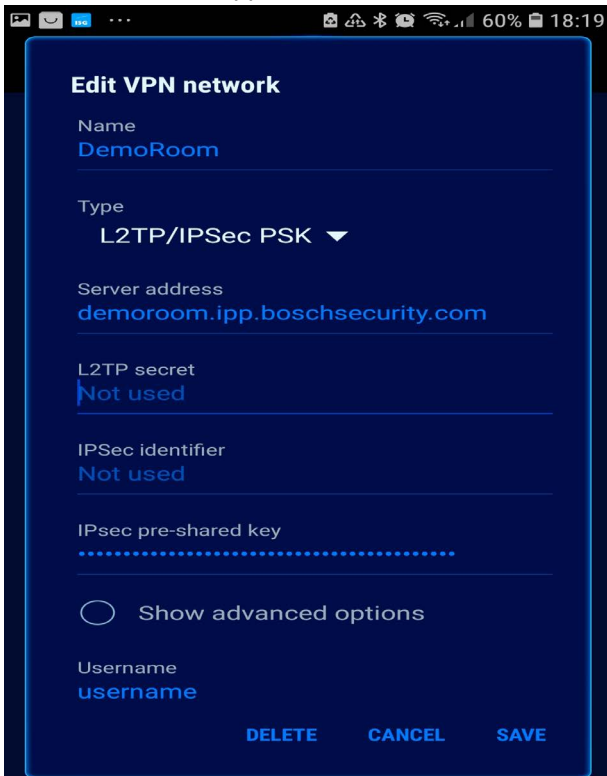 ISG ... 60% 18:19
Edit VPN network
Name
DemoRoom
Type
L2TP/IPSec PSK
Server address
demoroom.ipp.boschsecurity.com
L2TP secret
Not used
IPSec identifier
Not used
IPsec pre-shared key
Show advanced options
Username
username
DELETE CANCEL SAVE